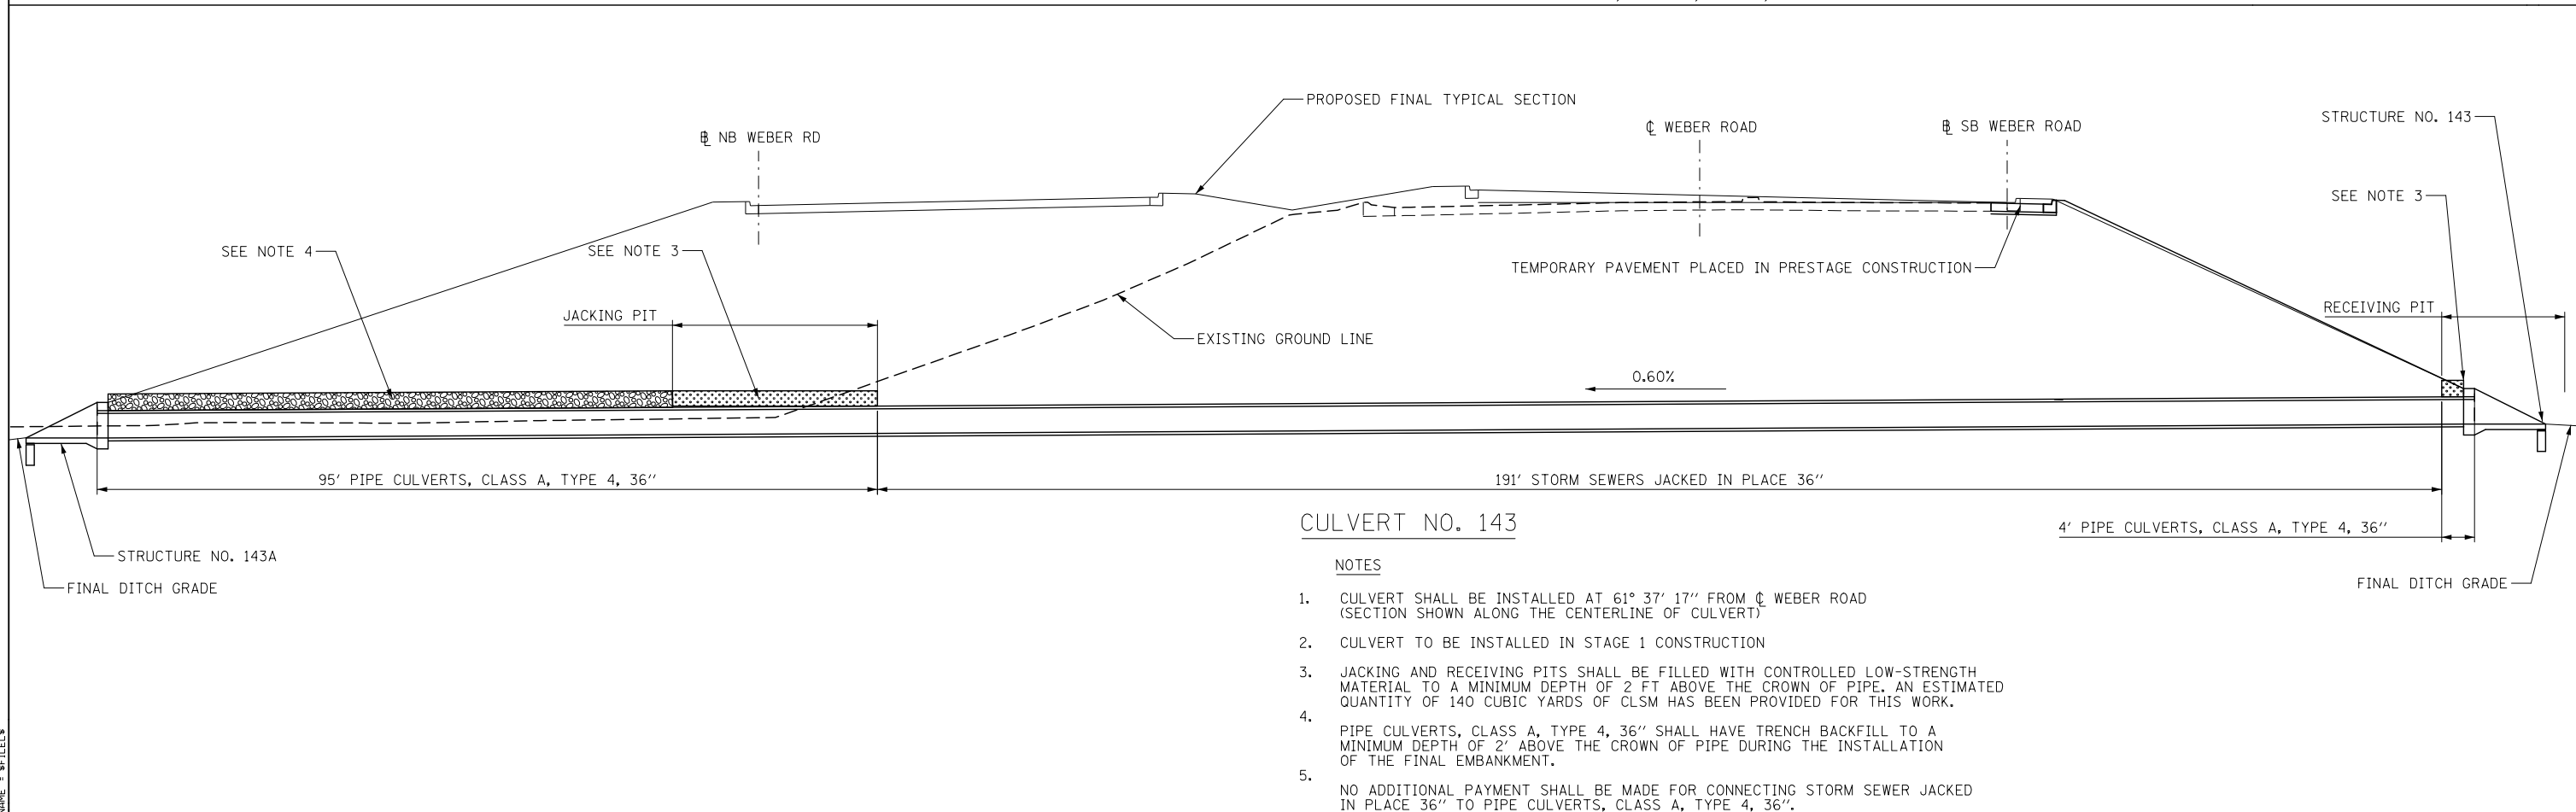 PROPOSED FINAL TYPICAL SECTION
STRUCTURE NO. 143
℄ WEBER ROAD
SB WEBER ROAD
NB WEBER RD
SEE NOTE 3
SEE NOTE 4
SEE NOTE 3
TEMPORARY PAVEMENT PLACED IN PRESTAGE CONSTRUCTION
RECEIVING PIT
JACKING PIT
EXISTING GROUND LINE
0.60%
95' PIPE CULVERTS, CLASS A, TYPE 4, 36"
191' STORM SEWERS JACKED IN PLACE 36"
4' PIPE CULVERTS, CLASS A, TYPE 4, 36"
STRUCTURE NO. 143A
FINAL DITCH GRADE
FINAL DITCH GRADE
CULVERT NO. 143
NOTES
1. CULVERT SHALL BE INSTALLED AT 61° 37' 17" FROM ℄ WEBER ROAD
(SECTION SHOWN ALONG THE CENTERLINE OF CULVERT)
2. CULVERT TO BE INSTALLED IN STAGE 1 CONSTRUCTION
3. JACKING AND RECEIVING PITS SHALL BE FILLED WITH CONTROLLED LOW-STRENGTH
MATERIAL TO A MINIMUM DEPTH OF 2 FT ABOVE THE CROWN OF PIPE. AN ESTIMATED
QUANTITY OF 140 CUBIC YARDS OF CLSM HAS BEEN PROVIDED FOR THIS WORK.
4.
PIPE CULVERTS, CLASS A, TYPE 4, 36" SHALL HAVE TRENCH BACKFILL TO A
MINIMUM DEPTH OF 2' ABOVE THE CROWN OF PIPE DURING THE INSTALLATION
OF THE FINAL EMBANKMENT.
5.
NO ADDITIONAL PAYMENT SHALL BE MADE FOR CONNECTING STORM SEWER JACKED
IN PLACE 36" TO PIPE CULVERTS, CLASS A, TYPE 4, 36".